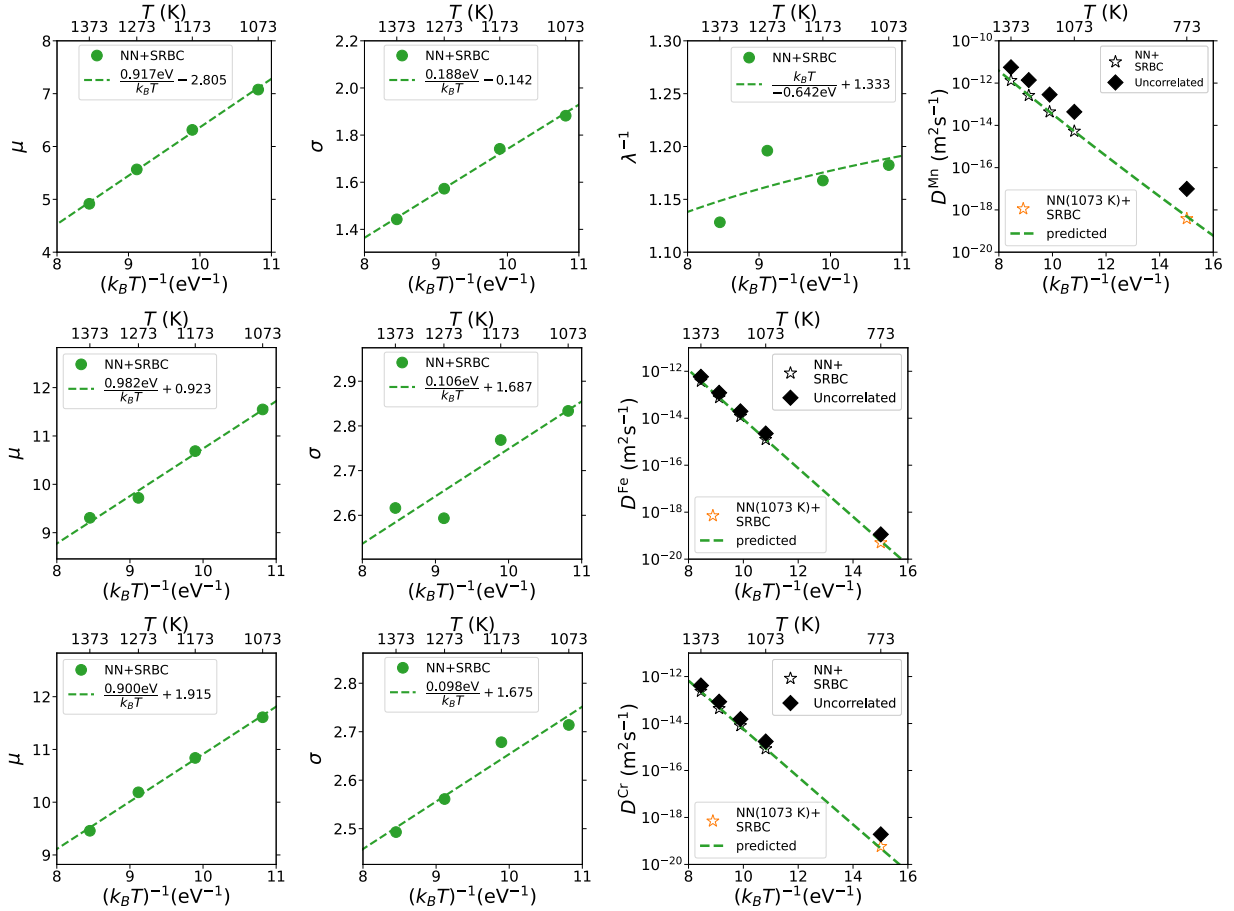 T (K)
1373 1273 1173 1073
8
7
6
5
4
μ
NN+SRBC
0.917eV
k_BT − 2.805
8 9 10 11
(k_BT)⁻¹(eV⁻¹)
T (K)
1373 1273 1173 1073
2.2
2.0
1.8
1.6
1.4
σ
NN+SRBC
0.188eV
k_BT − 0.142
8 9 10 11
(k_BT)⁻¹(eV⁻¹)
T (K)
1373 1273 1173 1073
1.30
1.25
1.20
1.15
1.10
λ⁻¹
NN+SRBC
k_BT
−0.642eV + 1.333
8 9 10 11
(k_BT)⁻¹(eV⁻¹)
T (K)
1373 1073 773
10⁻¹⁰
10⁻¹²
10⁻¹⁴
10⁻¹⁶
10⁻¹⁸
10⁻²⁰
D^Mn (m²s⁻¹)
NN+
SRBC
Uncorrelated
NN(1073 K)+
SRBC
predicted
8 10 12 14 16
(k_BT)⁻¹(eV⁻¹)
T (K)
1373 1273 1173 1073
12
11
10
9
μ
NN+SRBC
0.982eV
k_BT + 0.923
8 9 10 11
(k_BT)⁻¹(eV⁻¹)
T (K)
1373 1273 1173 1073
2.9
2.8
2.7
2.6
σ
NN+SRBC
0.106eV
k_BT + 1.687
8 9 10 11
(k_BT)⁻¹(eV⁻¹)
T (K)
1373 1073 773
10⁻¹²
10⁻¹⁴
10⁻¹⁶
10⁻¹⁸
10⁻²⁰
D^Fe (m²s⁻¹)
NN+
SRBC
Uncorrelated
NN(1073 K)+
SRBC
predicted
8 10 12 14 16
(k_BT)⁻¹(eV⁻¹)
T (K)
1373 1273 1173 1073
12
11
10
9
μ
NN+SRBC
0.900eV
k_BT + 1.915
8 9 10 11
(k_BT)⁻¹(eV⁻¹)
T (K)
1373 1273 1173 1073
2.8
2.7
2.6
2.5
σ
NN+SRBC
0.098eV
k_BT + 1.675
8 9 10 11
(k_BT)⁻¹(eV⁻¹)
T (K)
1373 1073 773
10⁻¹²
10⁻¹⁴
10⁻¹⁶
10⁻¹⁸
10⁻²⁰
D^Cr (m²s⁻¹)
NN+
SRBC
Uncorrelated
NN(1073 K)+
SRBC
predicted
8 10 12 14 16
(k_BT)⁻¹(eV⁻¹)